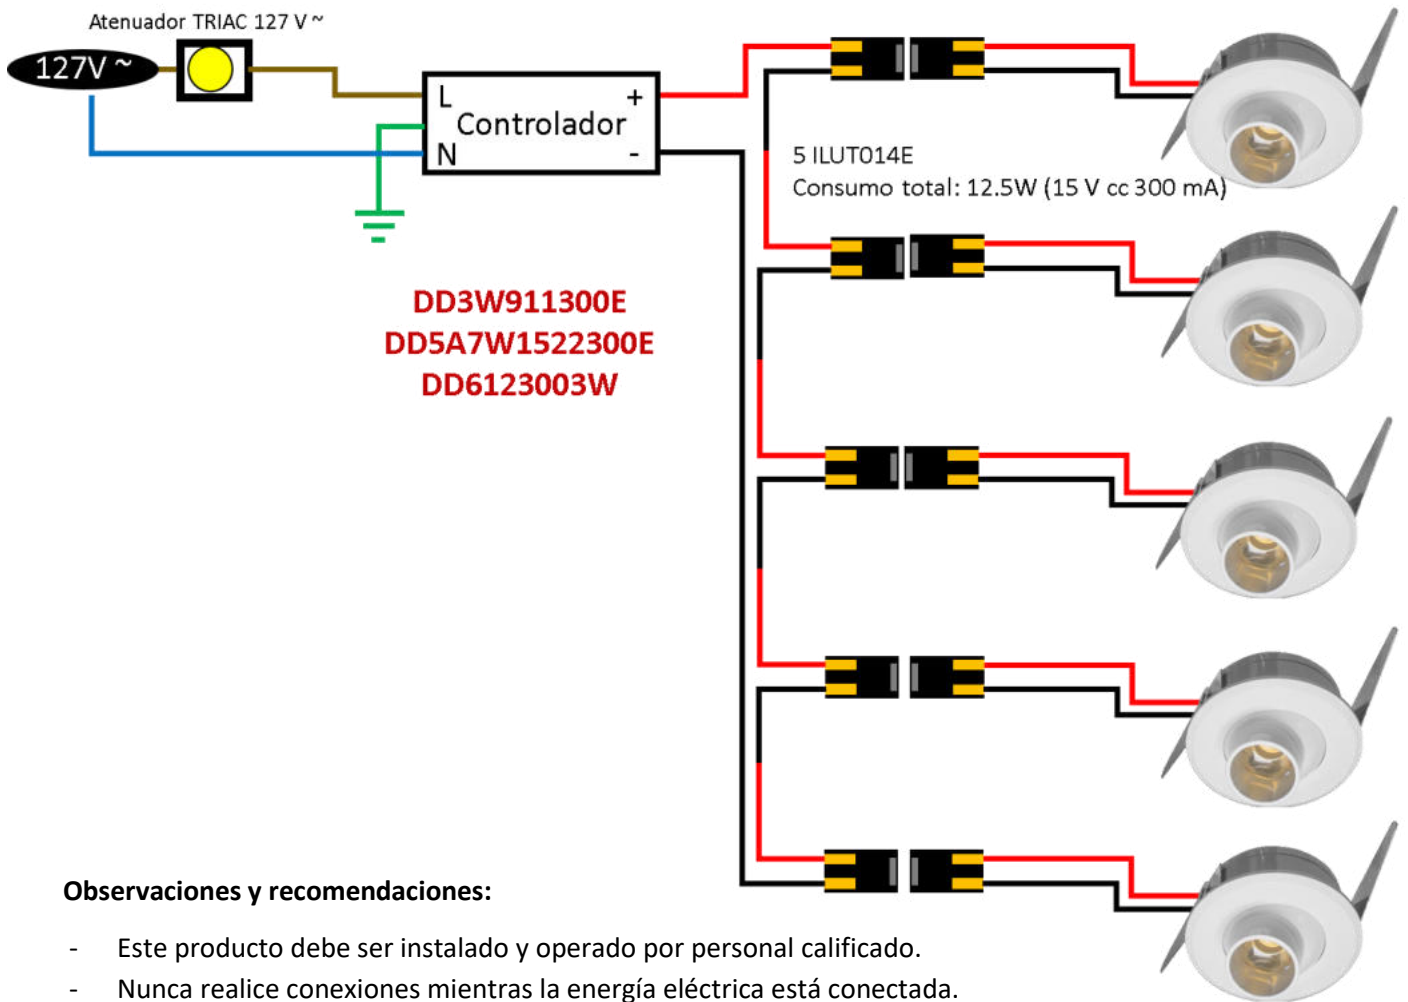 Atenuador TRIAC 127 V ~
127V ~
L
+
Controlador
N
-
5 ILUT014E
Consumo total: 12.5W (15 V cc 300 mA)
DD3W911300E
DD5A7W1522300E
DD6123003W
Observaciones y recomendaciones:
- Este producto debe ser instalado y operado por personal calificado.
- Nunca realice conexiones mientras la energía eléctrica está conectada.